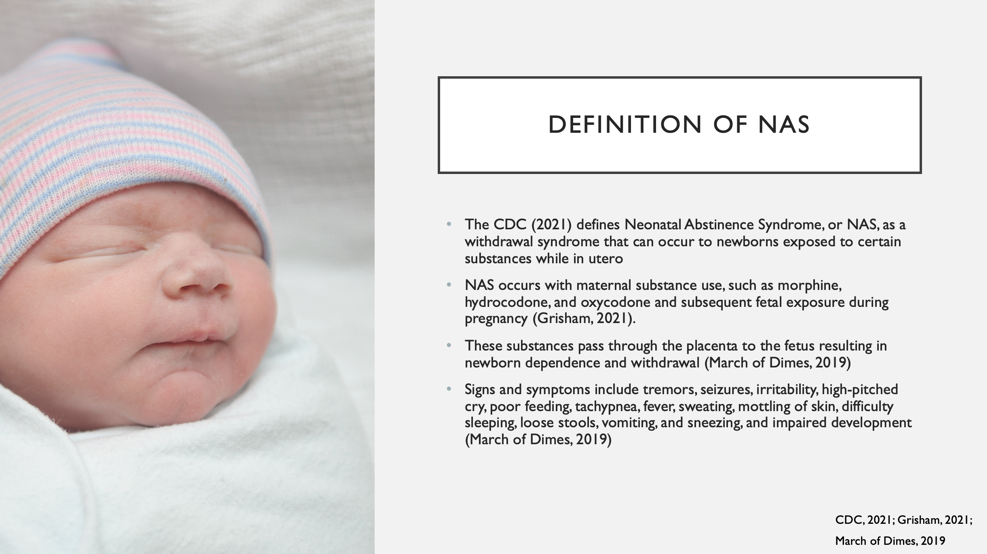 DEFINITION OF NAS
• The CDC (2021) defines Neonatal Abstinence Syndrome, or NAS, as a
withdrawal syndrome that can occur to newborns exposed to certain
substances while in utero
• NAS occurs with maternal substance use, such as morphine,
hydrocodone, and oxycodone and subsequent fetal exposure during
pregnancy (Grisham, 2021).
• These substances pass through the placenta to the fetus resulting in
newborn dependence and withdrawal (March of Dimes, 2019)
• Signs and symptoms include tremors, seizures, irritability, high-pitched
cry, poor feeding, tachypnea, fever, sweating, mottling of skin, difficulty
sleeping, loose stools, vomiting, and sneezing, and impaired development
(March of Dimes, 2019)
CDC, 2021; Grisham, 2021;
March of Dimes, 2019